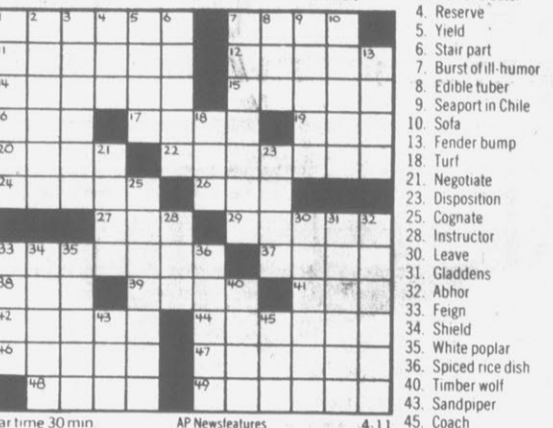 1 2 3 4 5 6 7 8 9 10
11 12 13
14 15
16 17 18 19
20 21 22 23
24 25 26
27 28 29 30 31 32
33 34 35 36 37
38 39 40 41
42 43 44 45
46 47
48 49
ar time 30 min. AP Newsfeatures 4-11
4. Reserve
5. Yield
6. Stair part
7. Burst of ill-humor
8. Edible tuber
9. Seaport in Chile
10. Sofa
13. Fender bump
18. Turf
21. Negotiate
23. Disposition
25. Cognate
28. Instructor
30. Leave
31. Gladdens
32. Abhor
33. Feign
34. Shield
35. White poplar
36. Spiced rice dish
40. Timber wolf
43. Sandpiper
45. Coach